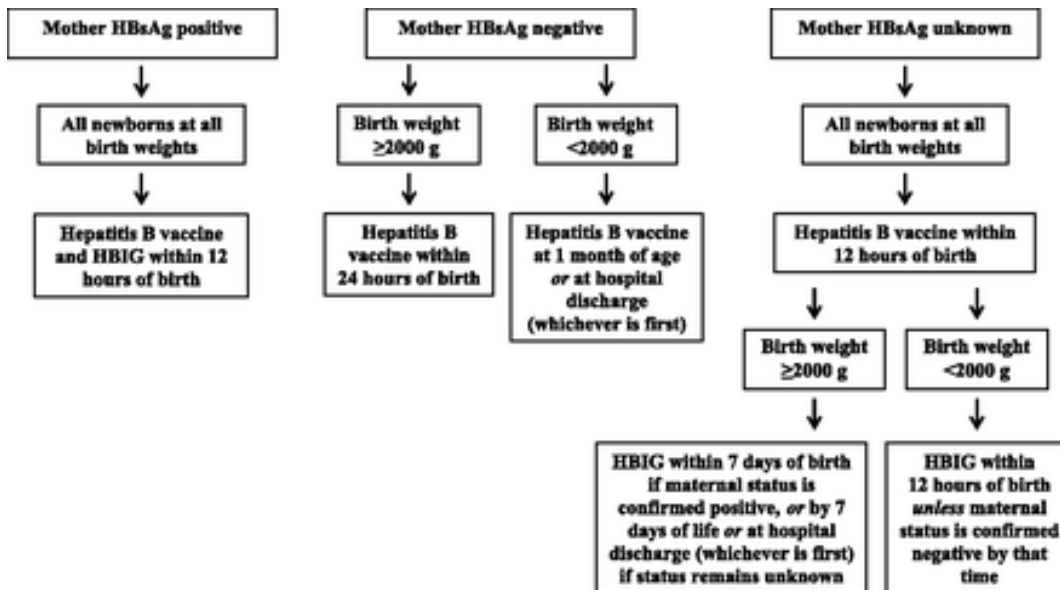 Mother HBsAg positive
All newborns at all
birth weights
Hepatitis B vaccine
and HBIG within 12
hours of birth
Mother HBsAg negative
Birth weight
≥2000 g
Hepatitis B
vaccine within
24 hours of birth
Birth weight
<2000 g
Hepatitis B vaccine
at 1 month of age
or at hospital
discharge
(whichever is first)
Mother HBsAg unknown
All newborns at all
birth weights
Hepatitis B vaccine within
12 hours of birth
Birth weight
≥2000 g
HBIG within 7 days of birth
if maternal status is
confirmed positive, or by 7
days of life or at hospital
discharge (whichever is first)
if status remains unknown
Birth weight
<2000 g
HBIG within
12 hours of birth
unless maternal
status is confirmed
negative by that
time